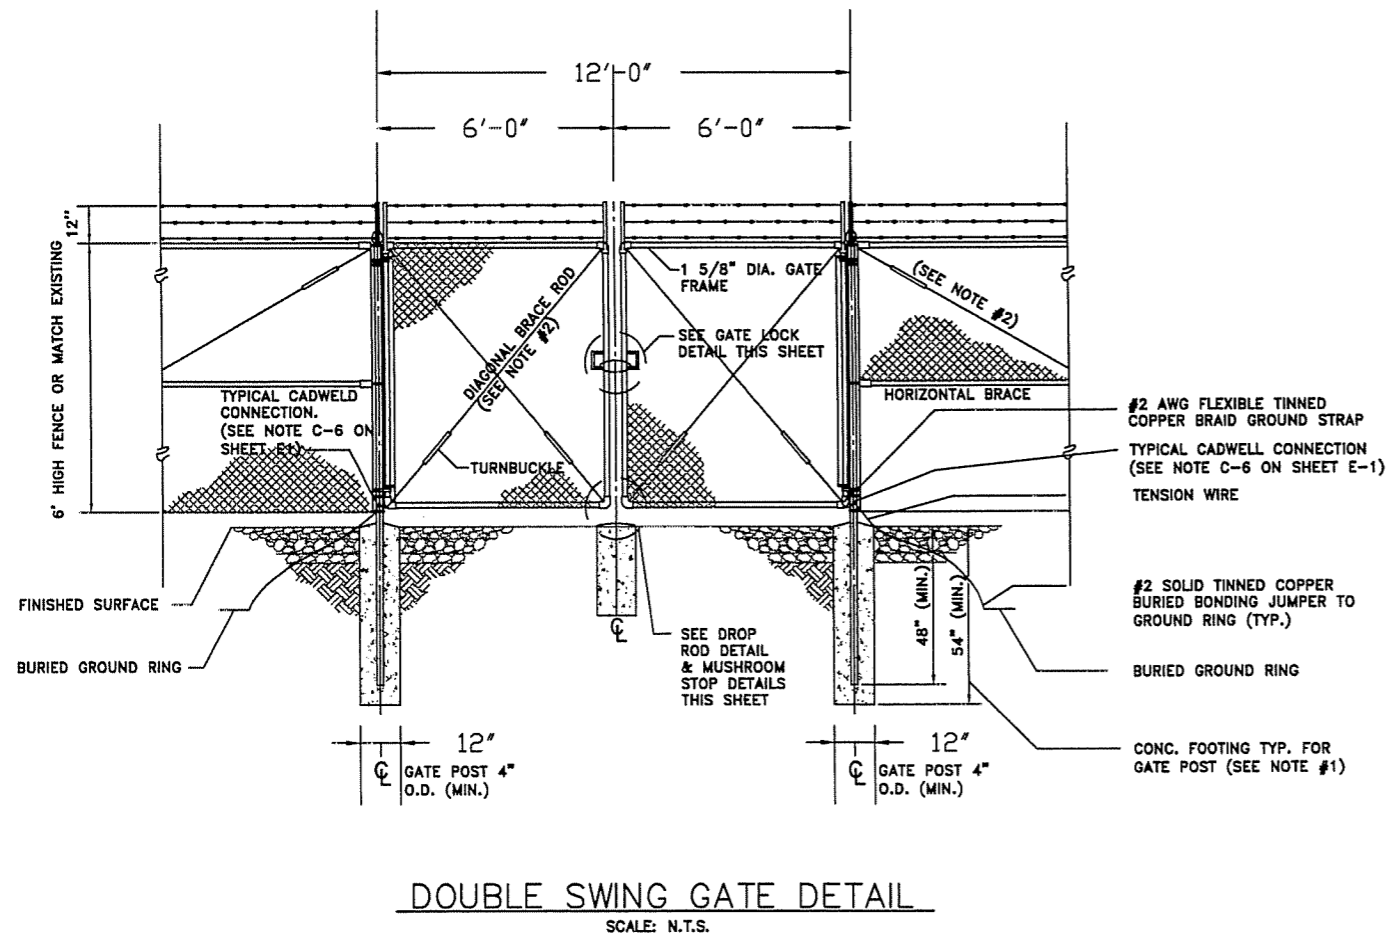 12'-0"
6'-0"
6'-0"
12"
6' HIGH FENCE OR MATCH EXISTING
DIAGONAL BRACE ROD
(SEE NOTE #2)
1 5/8" DIA. GATE
FRAME
(SEE NOTE #2)
SEE GATE LOCK
DETAIL THIS SHEET
TYPICAL CADWELD
CONNECTION.
(SEE NOTE C-6 ON
SHEET E1)
HORIZONTAL BRACE
#2 AWG FLEXIBLE TINNED
COPPER BRAID GROUND STRAP
TURNBUCKLE
TYPICAL CADWELL CONNECTION
(SEE NOTE C-6 ON SHEET E-1)
TENSION WIRE
FINISHED SURFACE
48" (MIN.)
54" (MIN.)
#2 SOLID TINNED COPPER
BURIED BONDING JUMPER TO
GROUND RING (TYP.)
BURIED GROUND RING
CL
SEE DROP
ROD DETAIL
& MUSHROOM
STOP DETAILS
THIS SHEET
BURIED GROUND RING
12"
CL
GATE POST 4"
O.D. (MIN.)
12"
CL
GATE POST 4"
O.D. (MIN.)
CONC. FOOTING TYP. FOR
GATE POST (SEE NOTE #1)
DOUBLE SWING GATE DETAIL
SCALE: N.T.S.